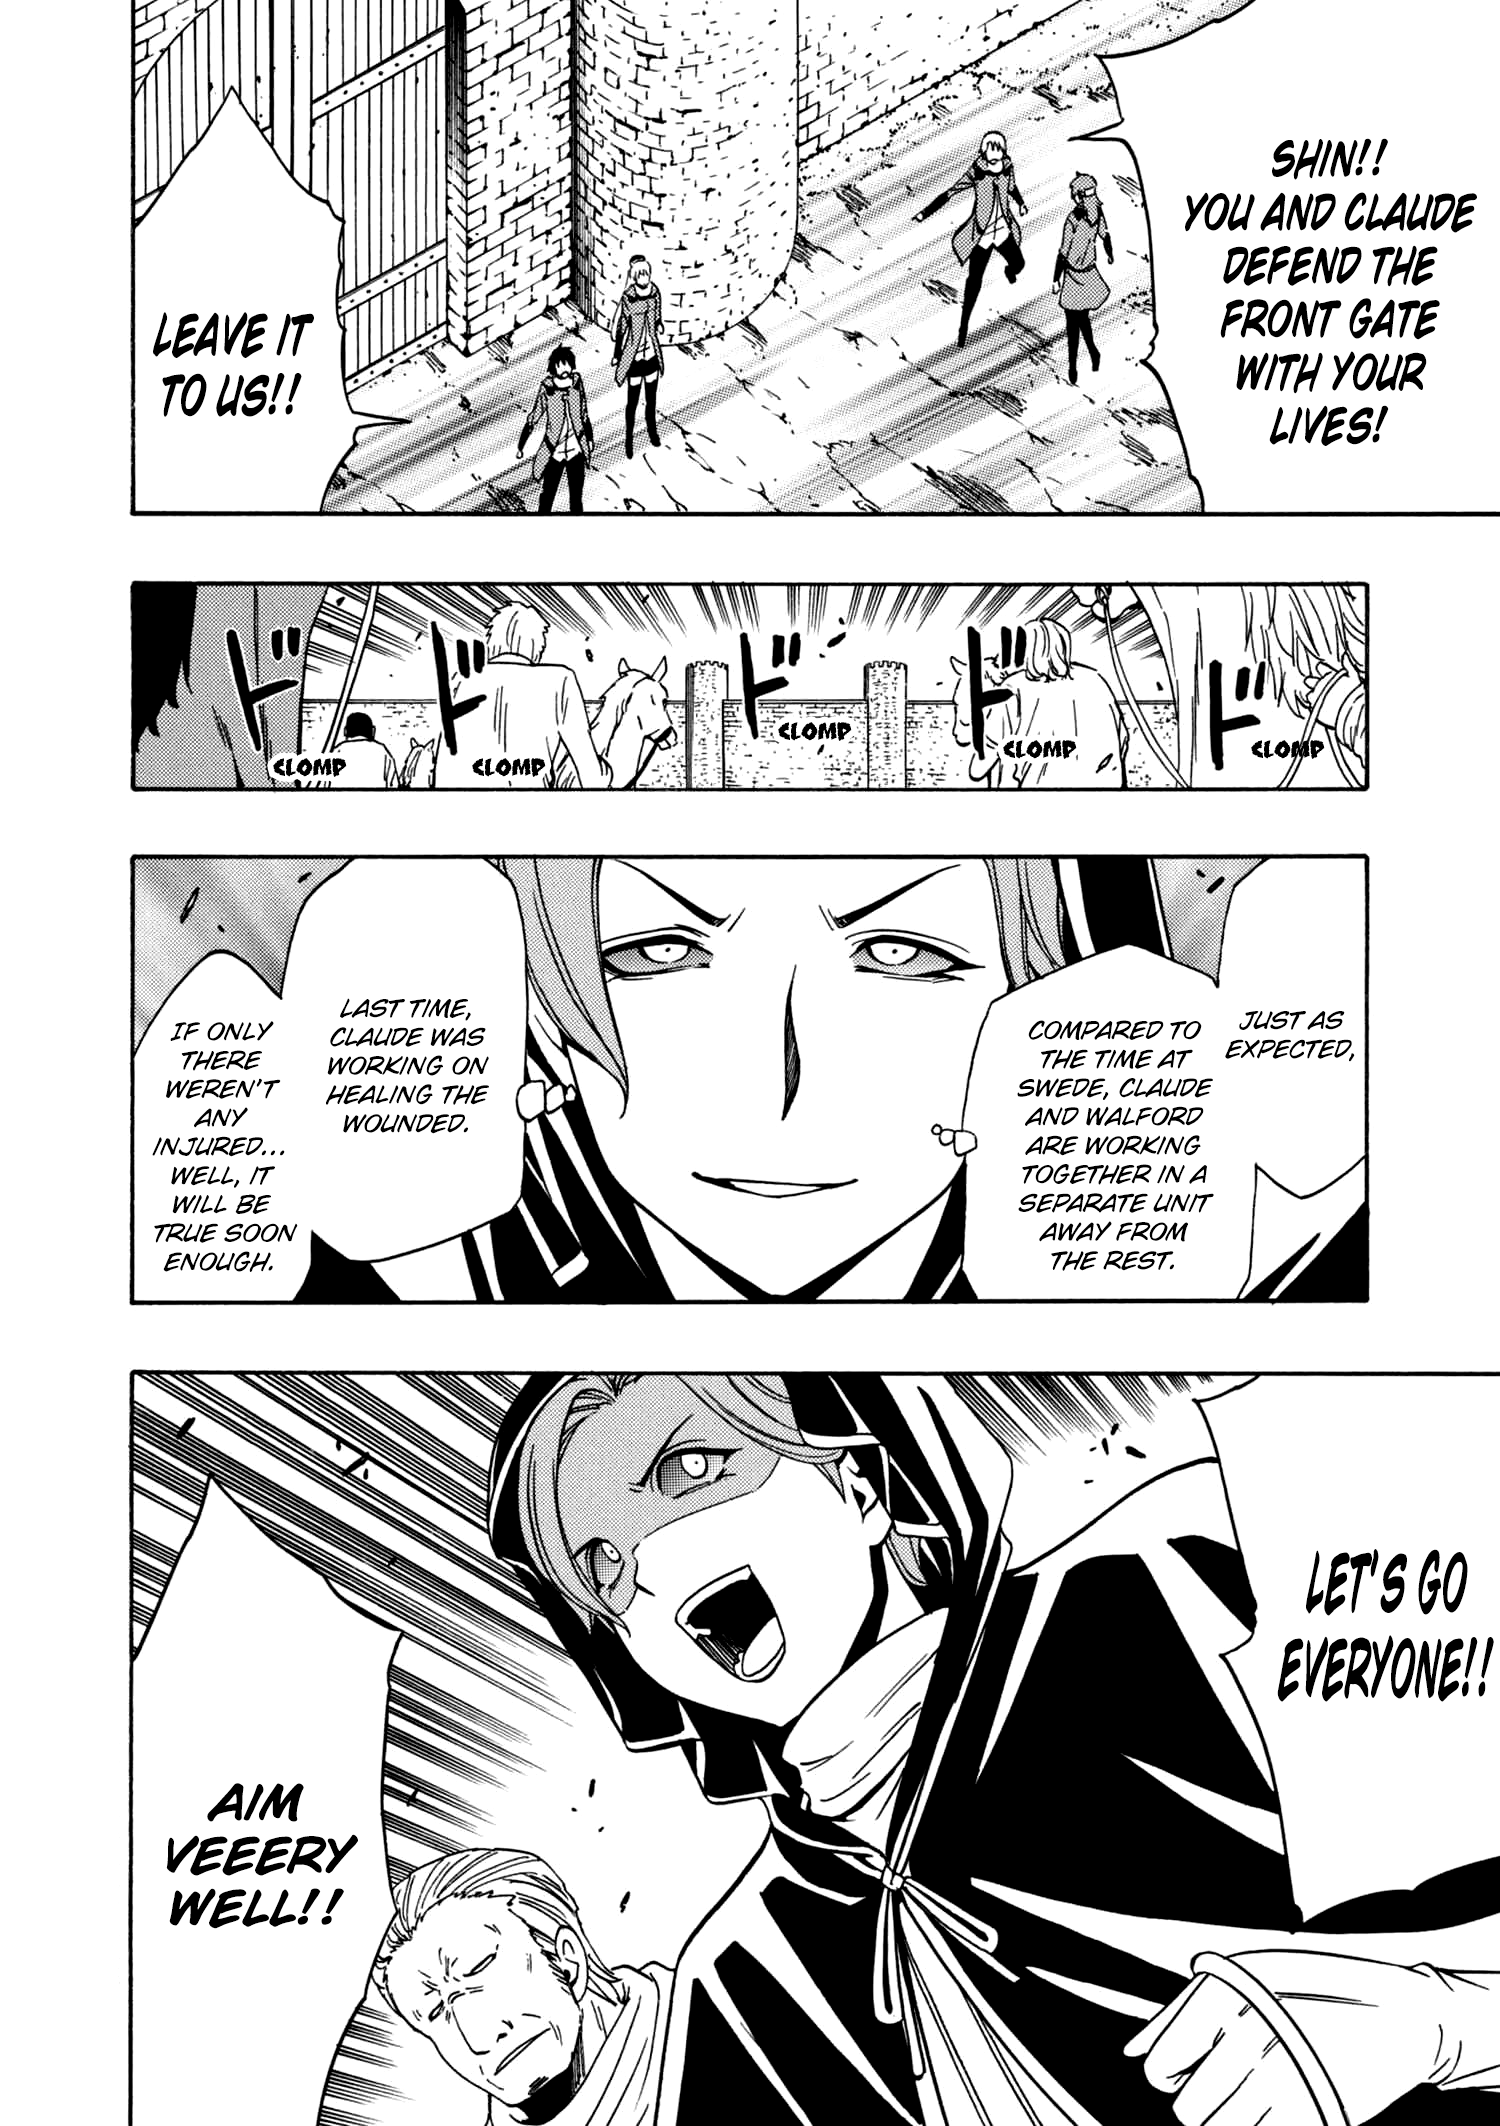 SHIN!!
YOU AND CLAUDE
DEFEND THE
FRONT GATE
WITH YOUR
LIVES!
LEAVE IT
TO US!!
ド
CLOMP
ド
CLOMP
ド
CLOMP
ド
CLOMP
ド
CLOMP
JUST AS
EXPECTED,
COMPARED TO
THE TIME AT
SWEDE, CLAUDE
AND WALFORD
ARE WORKING
TOGETHER IN A
SEPARATE UNIT
AWAY FROM
THE REST.
LAST TIME,
CLAUDE WAS
WORKING ON
HEALING THE
WOUNDED.
IF ONLY
THERE
WEREN'T
ANY
INJURED...
WELL, IT
WILL BE
TRUE SOON
ENOUGH.
LET'S GO
EVERYONE!!
AIM
VEEERY
WELL!!